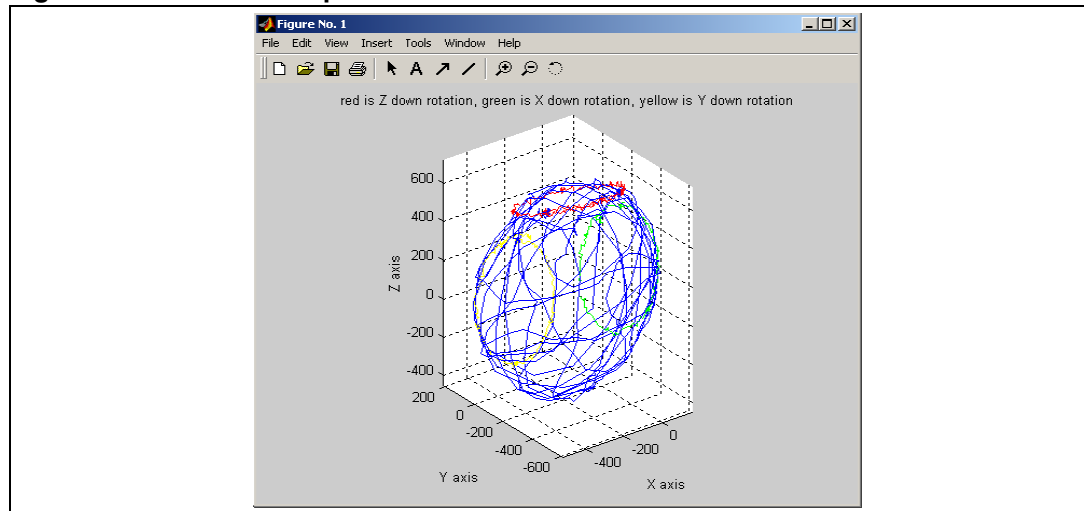 Figure No. 1
File Edit View Insert Tools Window Help
A
red is Z down rotation, green is X down rotation, yellow is Y down rotation
600
400
200
0
-200
-400
Z axis
200
0
-200
-400
-600
Y axis
-400
-200
0
X axis